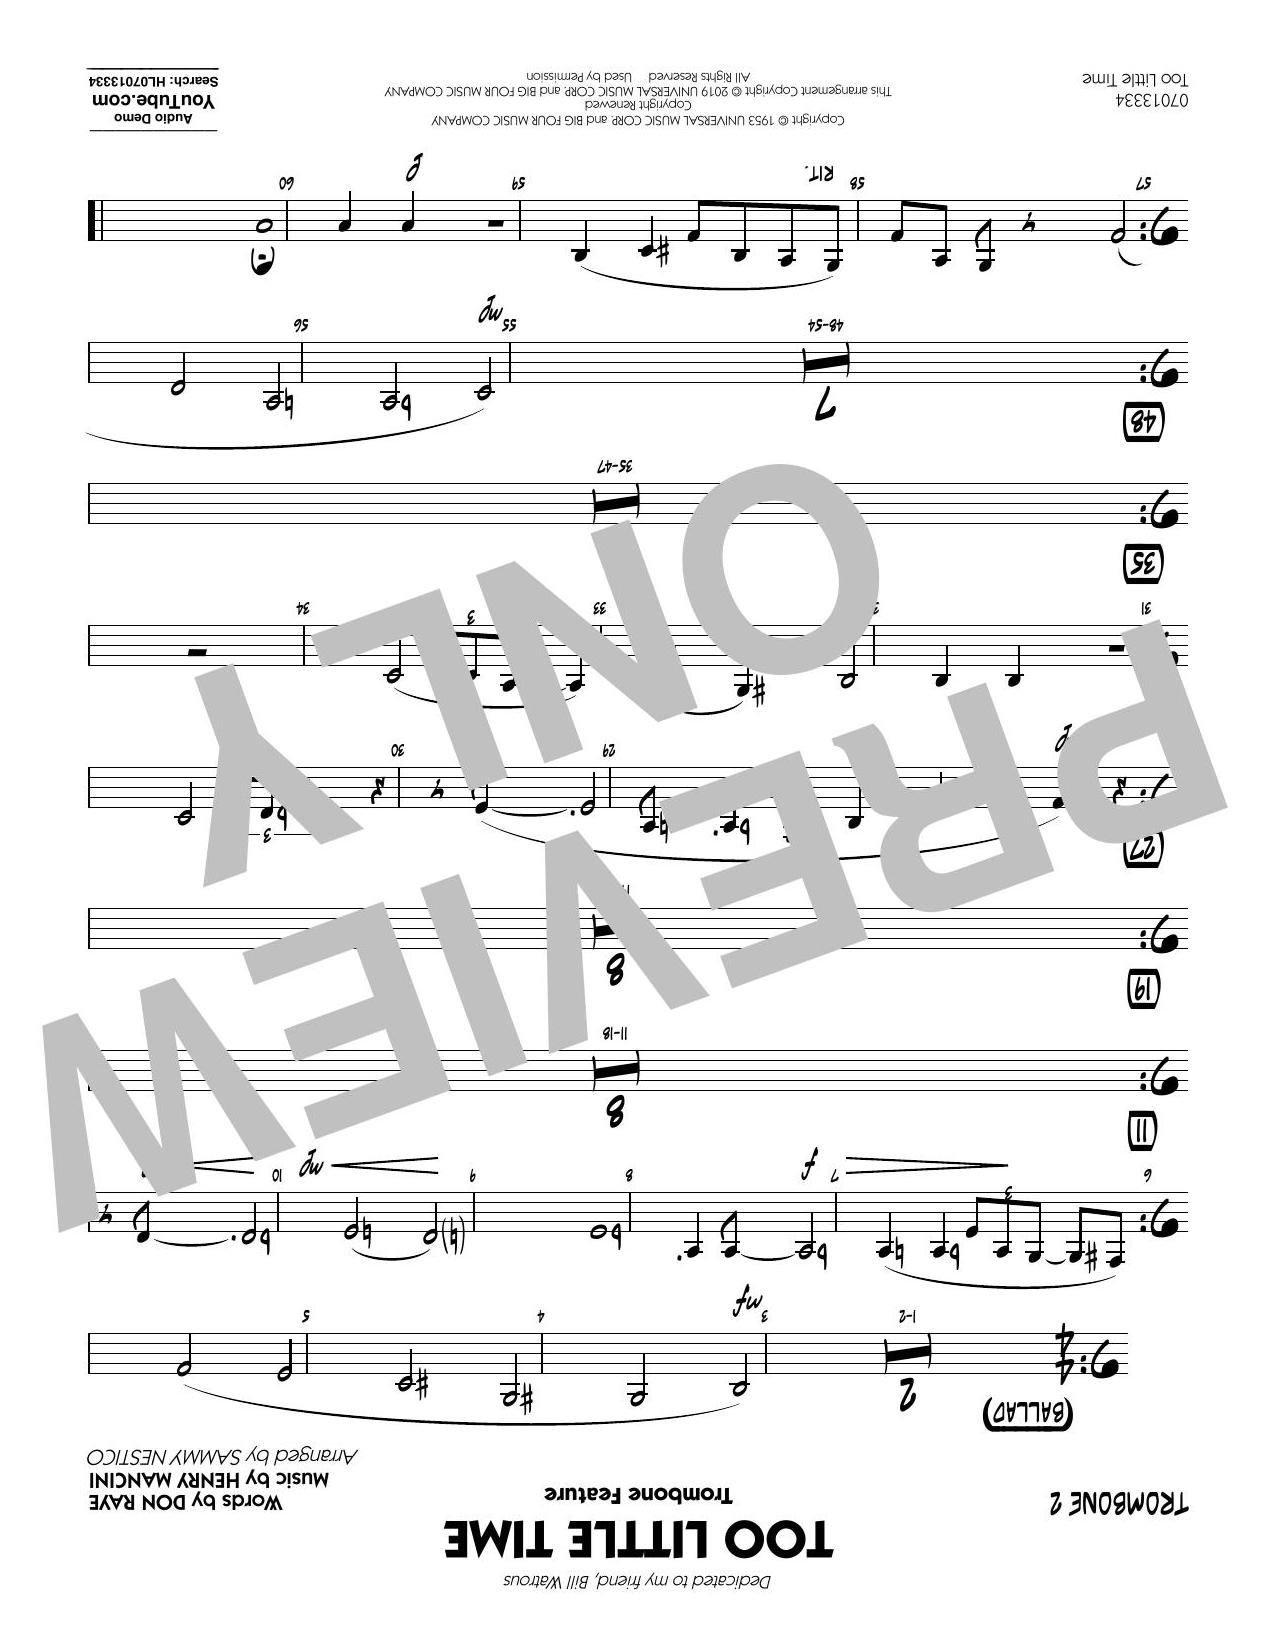 Dedicated to my friend, Bill Watrous
TOO LITTLE TIME
Trombone Feature
TROMBONE 2
Words by DON RAYE
Music by HENRY MANCINI
Arranged by SAMMY NESTICO
(BALLAD)
2
1-2
mf
3
4
5
6
3
7
f
8
9
mf
10
11
8
11-18
19
8
27
f
29
3
30
31
33
3
34
35
35-47
48
7
48-54
55
mf
56
57
58
RIT.
59
f
60
PREVIEW
ONLY
07013334
Too Little Time
Copyright © 1953 UNIVERSAL MUSIC CORP. and BIG FOUR MUSIC COMPANY
Copyright Renewed
This arrangement Copyright © 2019 UNIVERSAL MUSIC CORP. and BIG FOUR MUSIC COMPANY
All Rights Reserved Used by Permission
Audio Demo
YouTube.com
Search: HL07013334